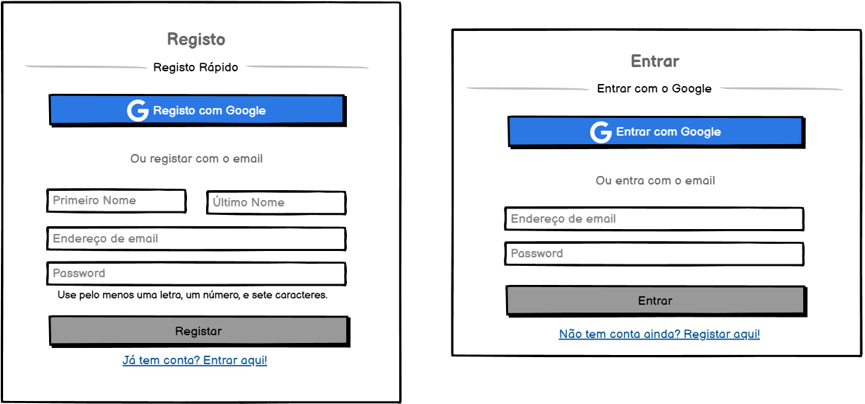 Registo
Registo Rápido
Registo com Google
Ou registar com o email
Primeiro Nome
Último Nome
Endereço de email
Password
Use pelo menos uma letra, um número, e sete caracteres.
Registar
Já tem conta? Entrar aqui!
Entrar
Entrar com o Google
Entrar com Google
Ou entra com o email
Endereço de email
Password
Entrar
Não tem conta ainda? Registar aqui!